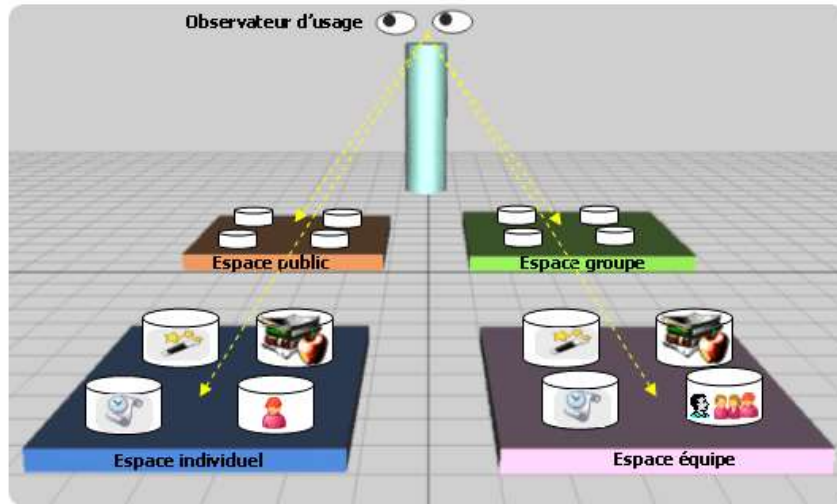 Observateur d'usage
Espace public
Espace groupe
Espace individuel
Espace équipe